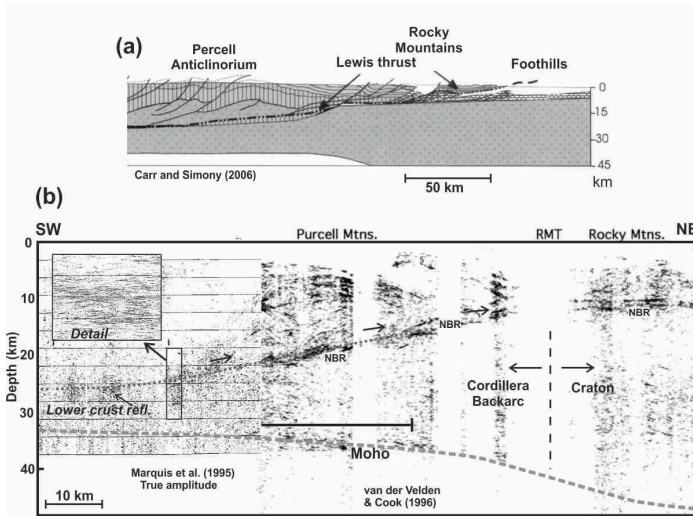 (a)
Rocky
Mountains
Percell
Anticlinorium
Lewis thrust
Foothills
0
15
30
45
km
Carr and Simony (2006)
50 km
(b)
SW
Purcell Mtns.
RMT
Rocky Mtns.
NE
0
10
20
30
40
Depth (km)
S
S
Detail
NBR
NBR
NBR
Lower crust refl.
Cordillera
Backarc
Craton
Moho
Marquis et al. (1995)
True amplitude
van der Velden
& Cook (1996)
10 km